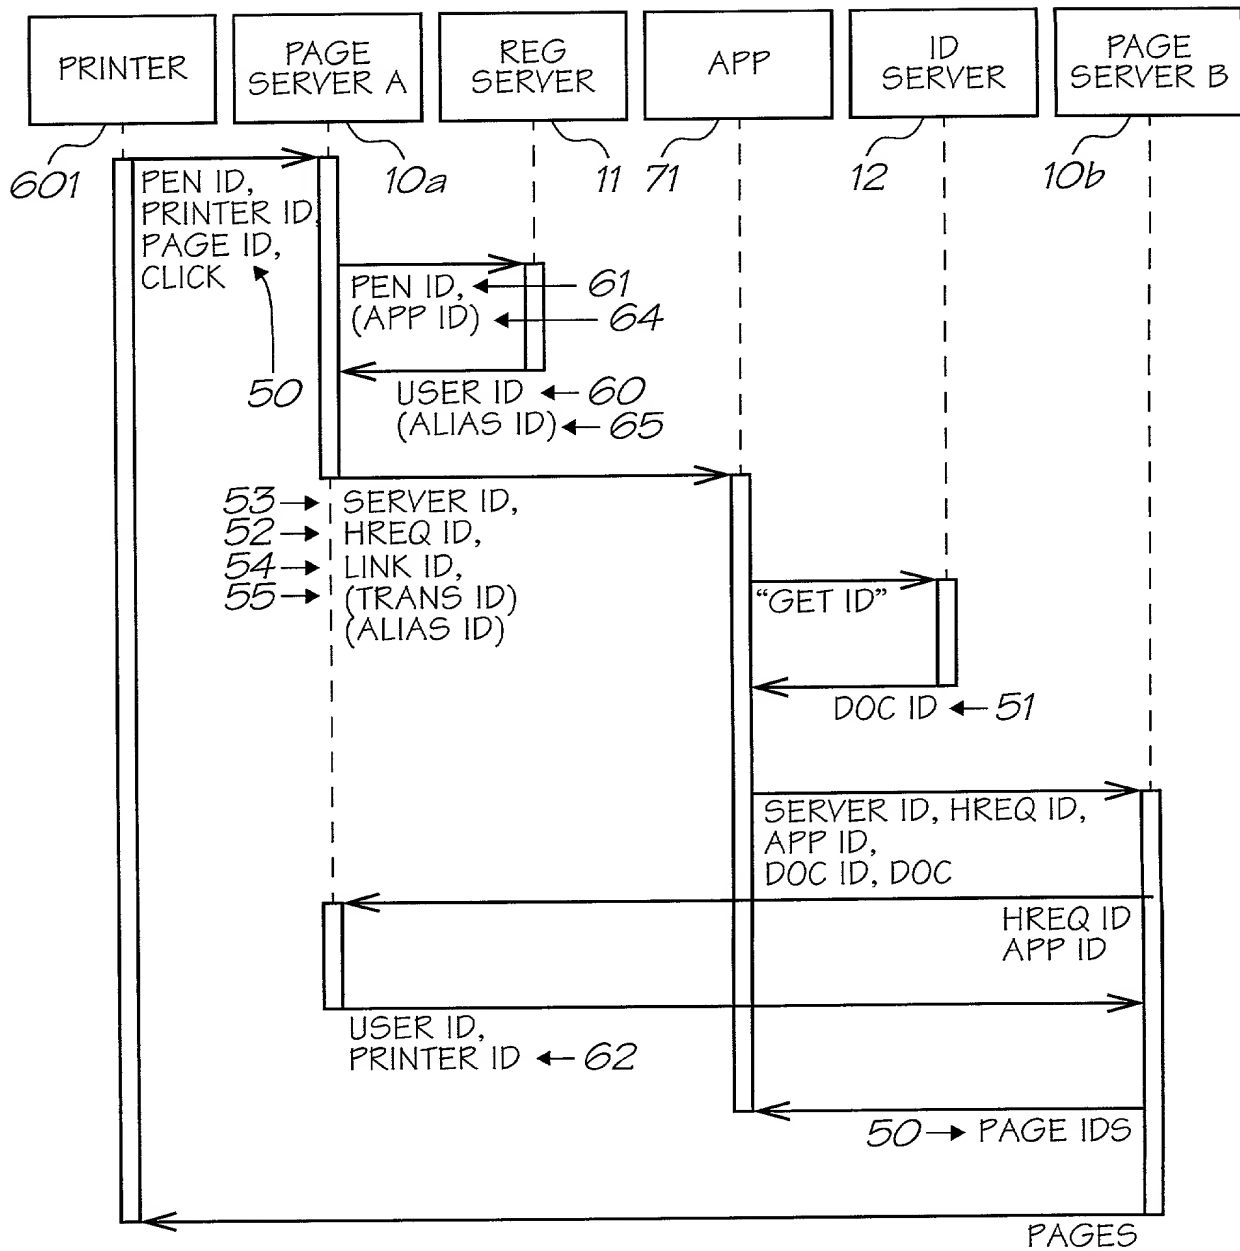 PRINTER
PAGE
SERVER A
REG
SERVER
APP
ID
SERVER
PAGE
SERVER B
601
10a
11
71
12
10b
PEN ID,
PRINTER ID,
PAGE ID,
CLICK
50
PEN ID,
61
(APP ID)
64
USER ID
60
(ALIAS ID)
65
53
SERVER ID,
52
HREQ ID,
54
LINK ID,
55
(TRANS ID)
(ALIAS ID)
“GET ID”
DOC ID
51
SERVER ID, HREQ ID,
APP ID,
DOC ID, DOC
HREQ ID
APP ID
USER ID,
PRINTER ID
62
50
PAGE IDS
PAGES